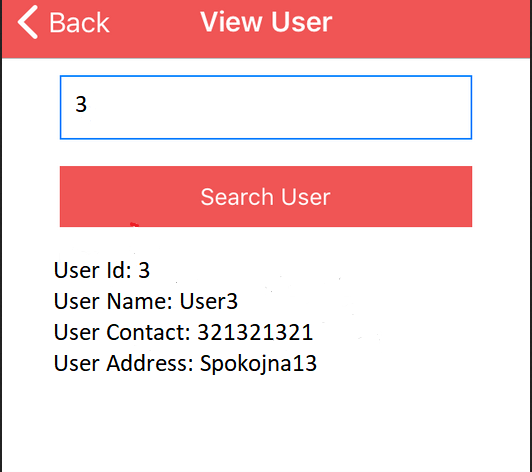 Back View User
3
Search User
User Id: 3
User Name: User3
User Contact: 321321321
User Address: Spokojna13